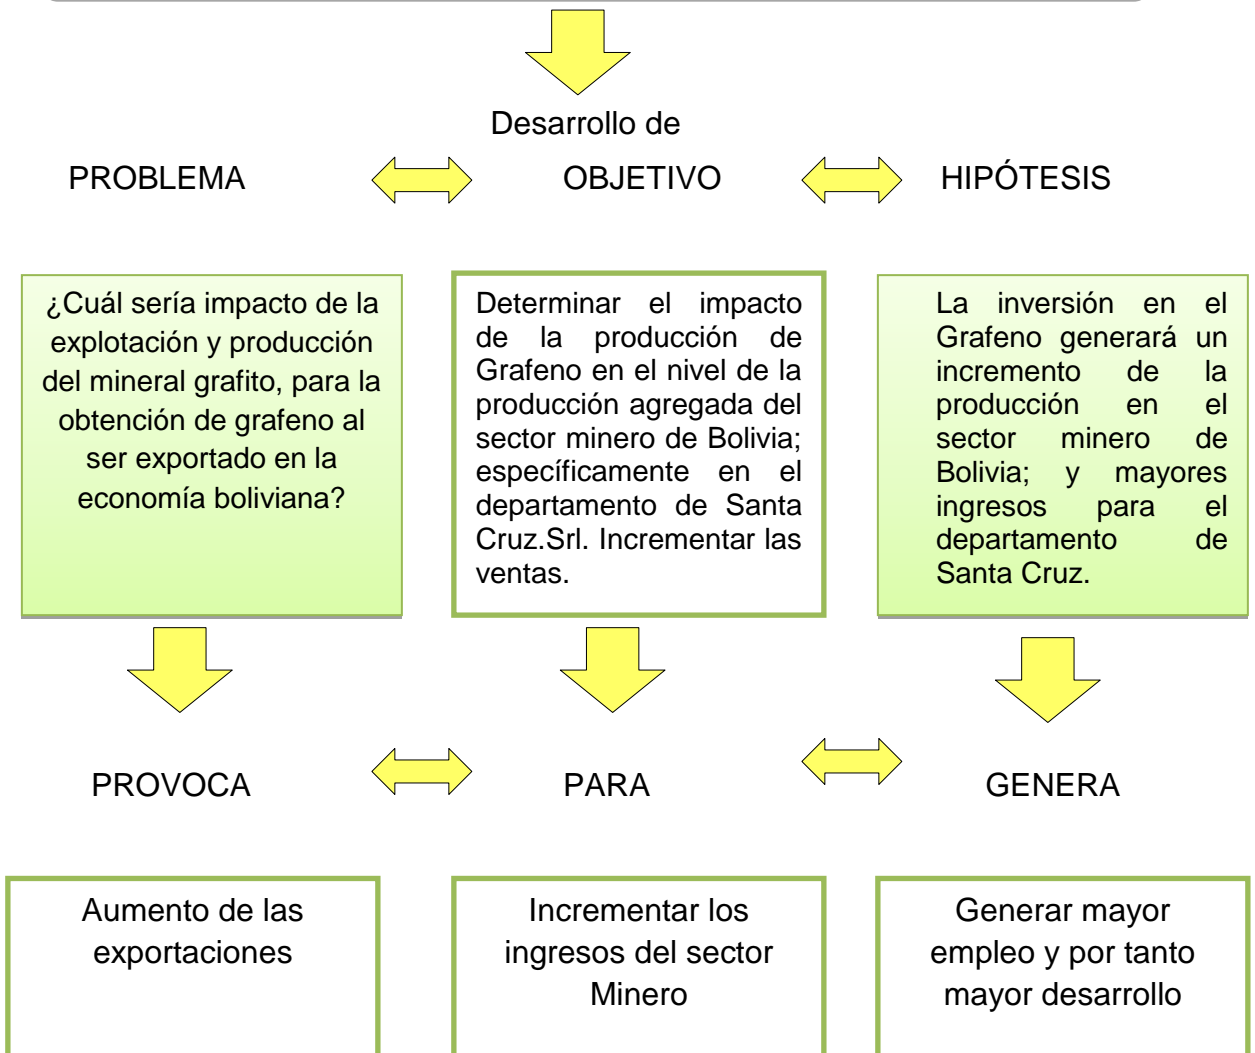 Desarrollo de
PROBLEMA
OBJETIVO
HIPÓTESIS
¿Cuál sería impacto de la
explotación y producción
del mineral grafito, para la
obtención de grafeno al
ser exportado en la
economía boliviana?
Determinar el impacto
de la producción de
Grafeno en el nivel de la
producción agregada del
sector minero de Bolivia;
específicamente en el
departamento de Santa
Cruz.Srl. Incrementar las
ventas.
La inversión en el
Grafeno generará un
incremento de la
producción en el
sector minero de
Bolivia; y mayores
ingresos para el
departamento de
Santa Cruz.
PROVOCA
PARA
GENERA
Aumento de las
exportaciones
Incrementar los
ingresos del sector
Minero
Generar mayor
empleo y por tanto
mayor desarrollo